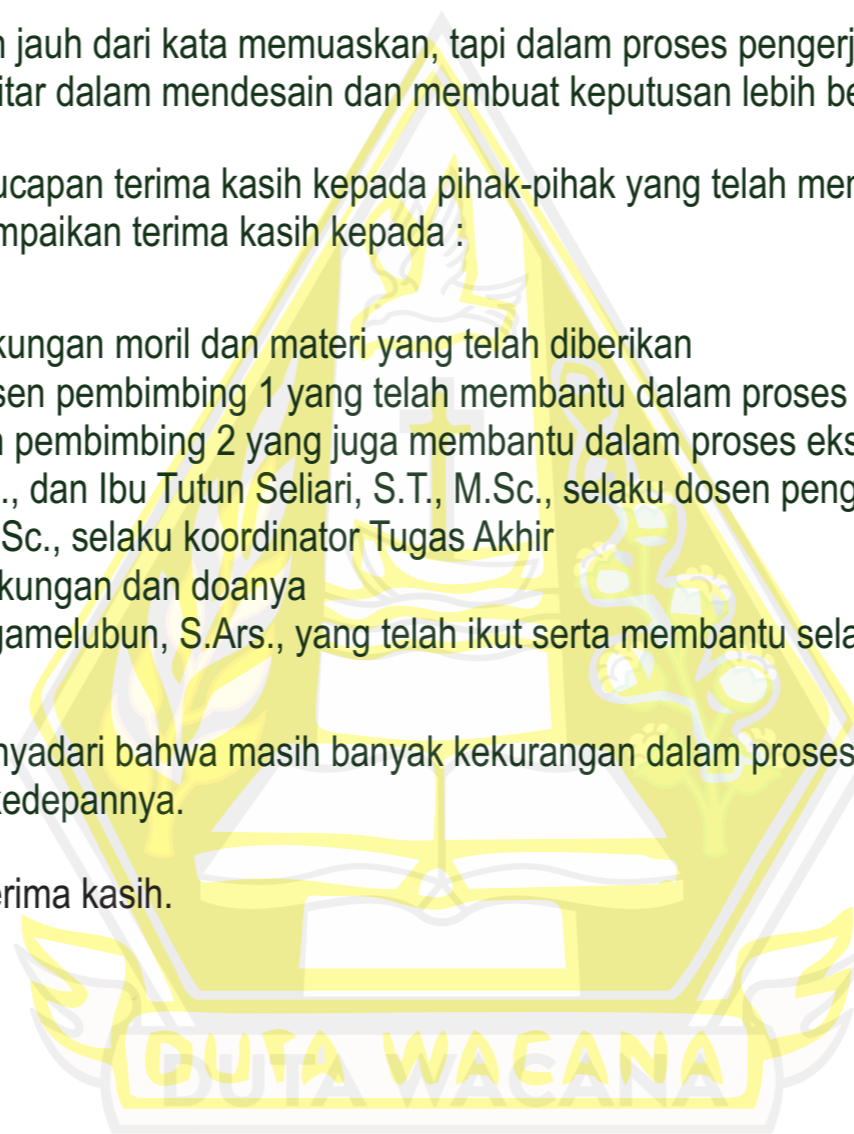 n jauh dari kata memuaskan, tapi dalam proses pengerj
itar dalam mendesain dan membuat keputusan lebih be
ucapan terima kasih kepada pihak-pihak yang telah mem
mpaikan terima kasih kepada :
kungan moril dan materi yang telah diberikan
sen pembimbing 1 yang telah membantu dalam proses
n pembimbing 2 yang juga membantu dalam proses eks
., dan Ibu Tutun Seliari, S.T., M.Sc., selaku dosen peng
Sc., selaku koordinator Tugas Akhir
kungan dan doanya
gamelubun, S.Ars., yang telah ikut serta membantu sela
nyadari bahwa masih banyak kekurangan dalam proses
kedepannya.
erima kasih.
DUTA WACANA